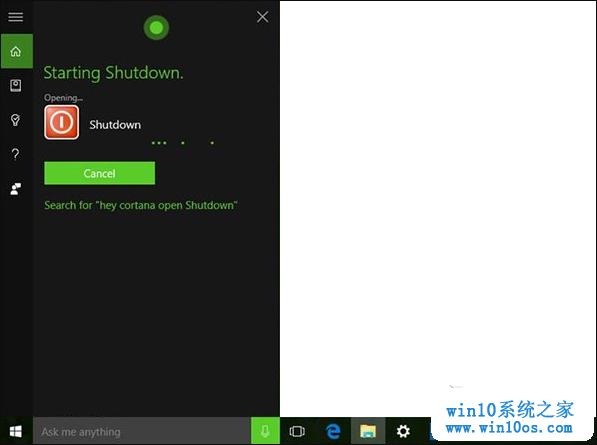 Starting Shutdown.
Opening...
Shutdown
Cancel
Search for "hey cortana open Shutdown"
Ask me anything
win10系统之家
www.win10os.com